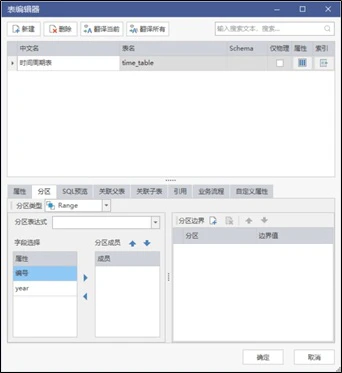 表编辑器
新建 删除 翻译当前 翻译所有 输入搜索文本、搜索...
中文名 表名 Schema 仅物理 属性 索引
时间周期表 time_table
属性 分区 SQL预览 关联父表 关联子表 引用 业务流程 自定义属性
分区类型 Range
分区表达式 分区边界
字段选择 分区成员 分区 边界值
属性 成员
编号
year
确定 取消